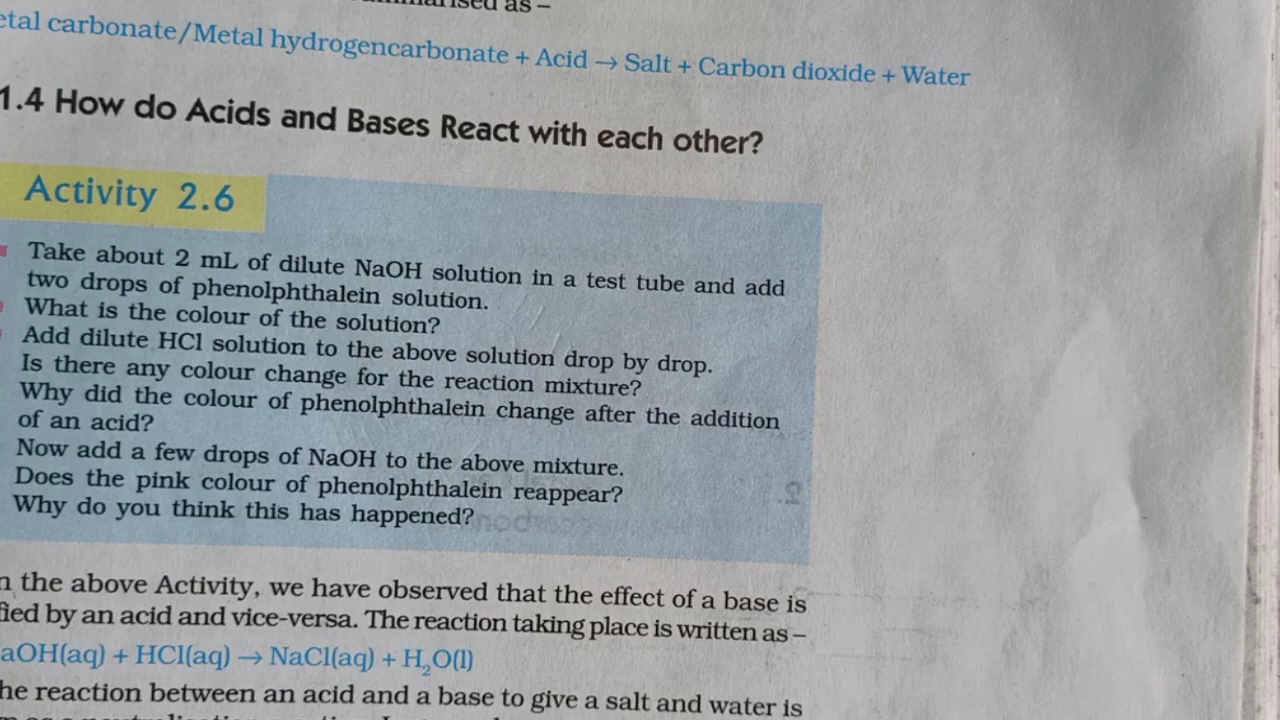 as –
etal carbonate/Metal hydrogencarbonate + Acid → Salt + Carbon dioxide + Water
1.4 How do Acids and Bases React with each other?
Activity 2.6
Take about 2 mL of dilute NaOH solution in a test tube and add
two drops of phenolphthalein solution.
What is the colour of the solution?
Add dilute HCl solution to the above solution drop by drop.
Is there any colour change for the reaction mixture?
Why did the colour of phenolphthalein change after the addition
of an acid?
Now add a few drops of NaOH to the above mixture.
Does the pink colour of phenolphthalein reappear?
Why do you think this has happened?
n the above Activity, we have observed that the effect of a base is
fied by an acid and vice-versa. The reaction taking place is written as –
aOH(aq) + HCl(aq) → NaCl(aq) + H₂O(l)
he reaction between an acid and a base to give a salt and water is